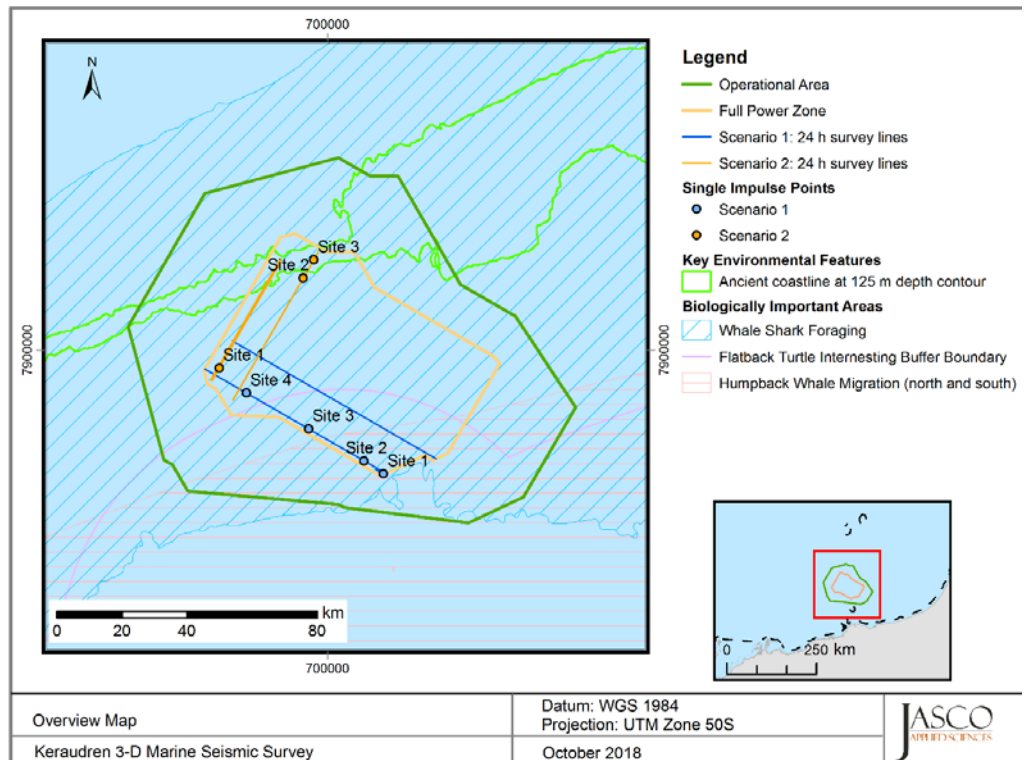 700000
N
7900000
7900000
Site 3
Site 2
Site 1
Site 4
Site 3
Site 2
Site 1
km
0 20 40 80
700000
Legend
Operational Area
Full Power Zone
Scenario 1: 24 h survey lines
Scenario 2: 24 h survey lines
Single Impulse Points
Scenario 1
Scenario 2
Key Environmental Features
Ancient coastline at 125 m depth contour
Biologically Important Areas
Whale Shark Foraging
Flatback Turtle Internesting Buffer Boundary
Humpback Whale Migration (north and south)
0 250 km
Overview Map
Keraudren 3-D Marine Seismic Survey
Datum: WGS 1984
Projection: UTM Zone 50S
October 2018
JASCO
APPLIED SCIENCES